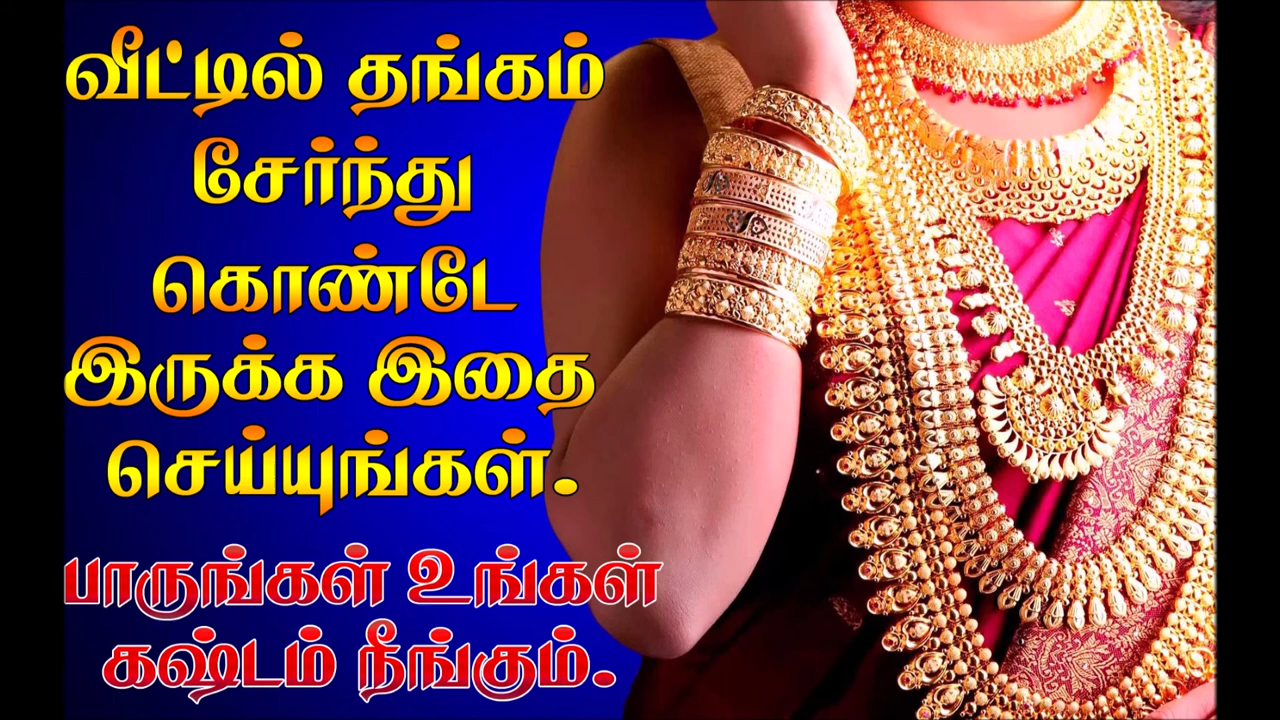 வீட்டில் தங்கம்
சேர்ந்து
கொண்டே
இருக்க இதை
செய்யுங்கள்.
பாருங்கள் உங்கள்
கஷ்டம் நீங்கும்.